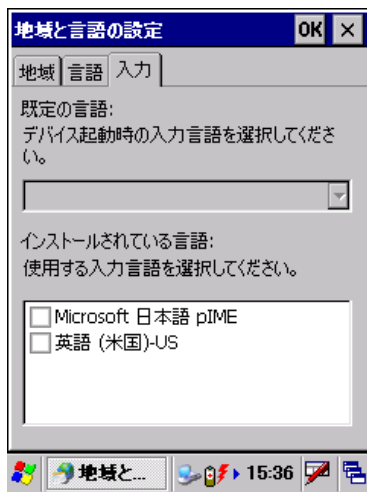 地域と言語の設定 OK ×
地域 言語 入力
既定の言語:
デバイス起動時の入力言語を選択してくださ
い。
インストールされている言語:
使用する入力言語を選択してください。
Microsoft 日本語 pIME
英語 (米国)-US
地域と... 15:36